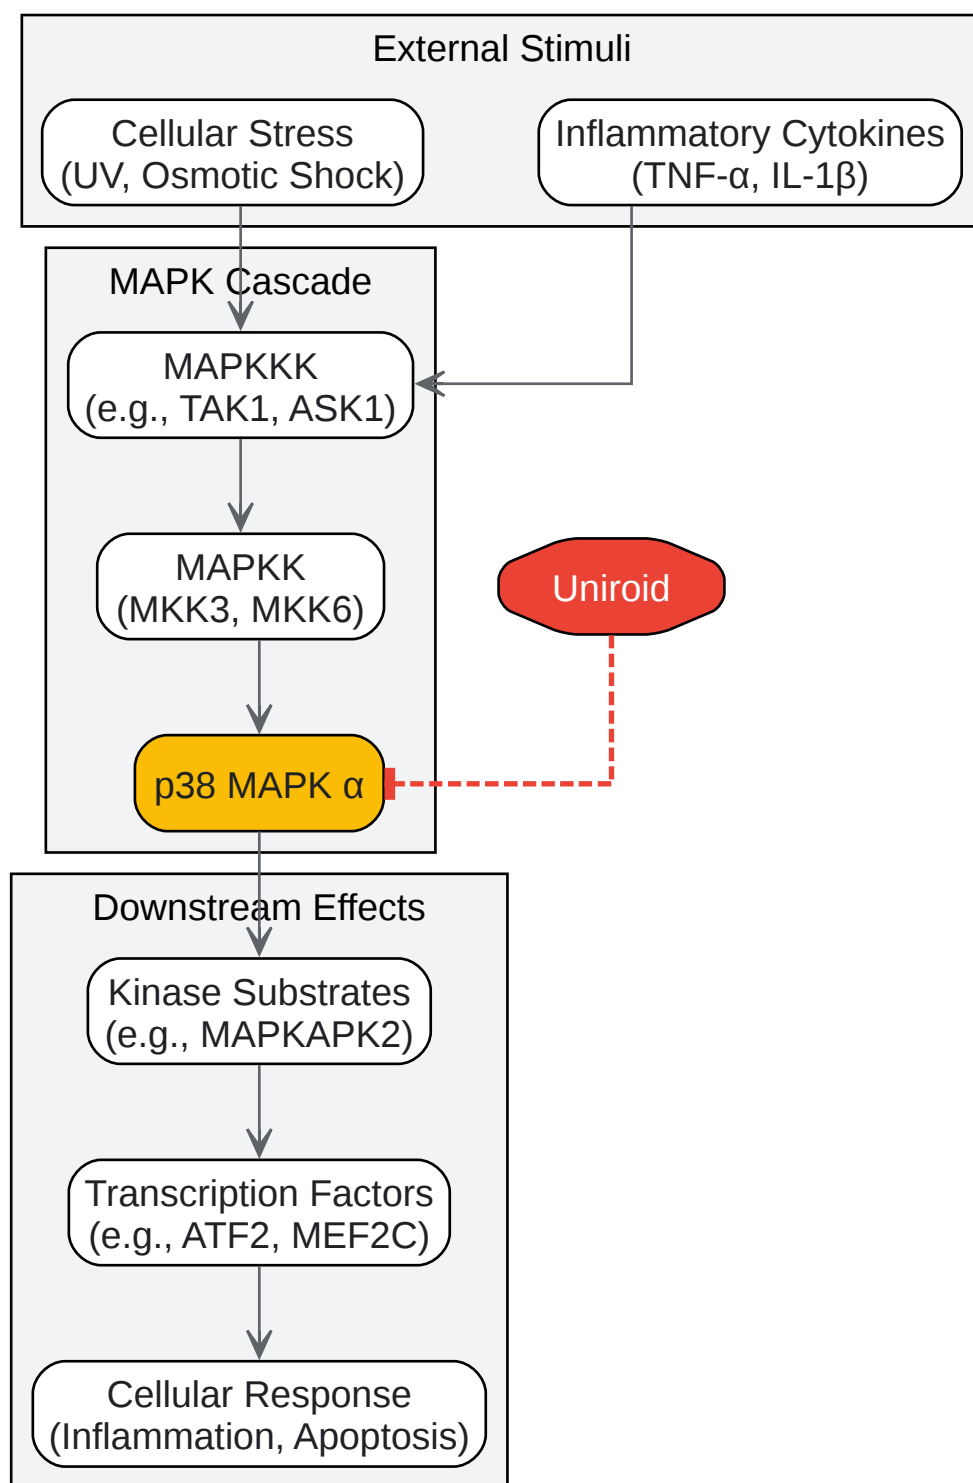 External Stimuli
Cellular Stress
(UV, Osmotic Shock)
Inflammatory Cytokines
(TNF-α, IL-1β)
MAPK Cascade
MAPKKK
(e.g., TAK1, ASK1)
MAPKK
(MKK3, MKK6)
Uniroid
p38 MAPK α
Downstream Effects
Kinase Substrates
(e.g., MAPKAPK2)
Transcription Factors
(e.g., ATF2, MEF2C)
Cellular Response
(Inflammation, Apoptosis)